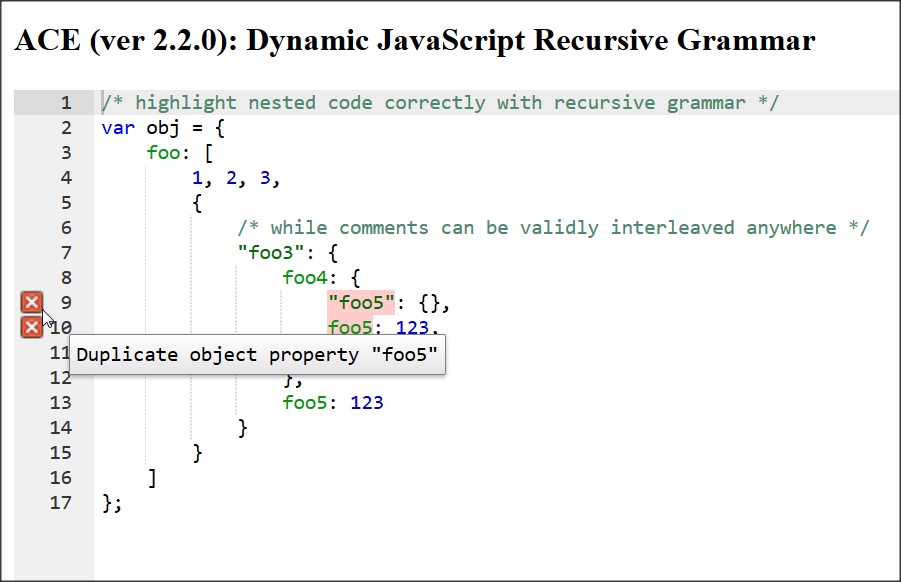 ACE (ver 2.2.0): Dynamic JavaScript Recursive Grammar
1 /* highlight nested code correctly with recursive grammar */
2 var obj = {
3 foo: [
4 1, 2, 3,
5 {
6 /* while comments can be validly interleaved anywhere */
7 "foo3": {
8 foo4: {
9 "foo5": {},
10 foo5: 123,
11
Duplicate object property "foo5"
12 },
13 foo5: 123
14 }
15 }
16 ]
17 };